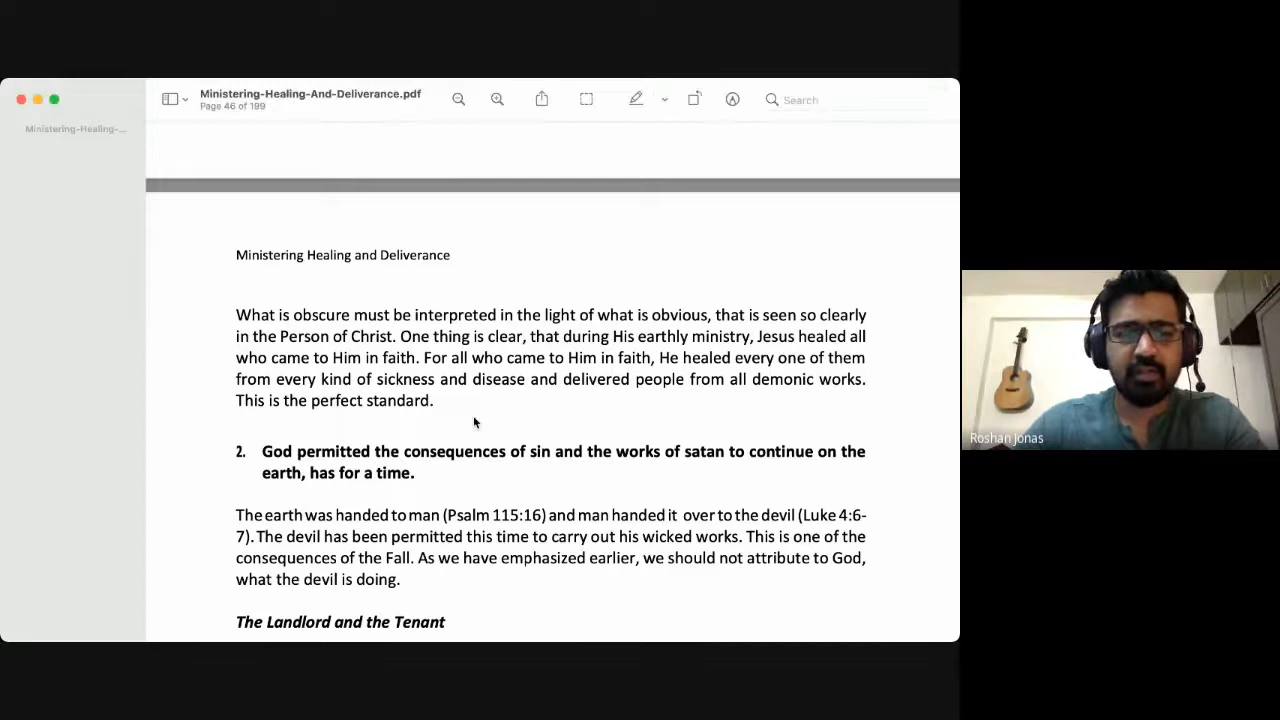 Ministering-Healing-And-Deliverance.pdf
Page 46 of 199
Search
Ministering-Healing-...
Ministering Healing and Deliverance
What is obscure must be interpreted in the light of what is obvious, that is seen so clearly
in the Person of Christ. One thing is clear, that during His earthly ministry, Jesus healed all
who came to Him in faith. For all who came to Him in faith, He healed every one of them
from every kind of sickness and disease and delivered people from all demonic works.
This is the perfect standard.
2. God permitted the consequences of sin and the works of satan to continue on the
earth, has for a time.
The earth was handed to man (Psalm 115:16) and man handed it over to the devil (Luke 4:6-
7). The devil has been permitted this time to carry out his wicked works. This is one of the
consequences of the Fall. As we have emphasized earlier, we should not attribute to God,
what the devil is doing.
The Landlord and the Tenant
Roshan Jonas